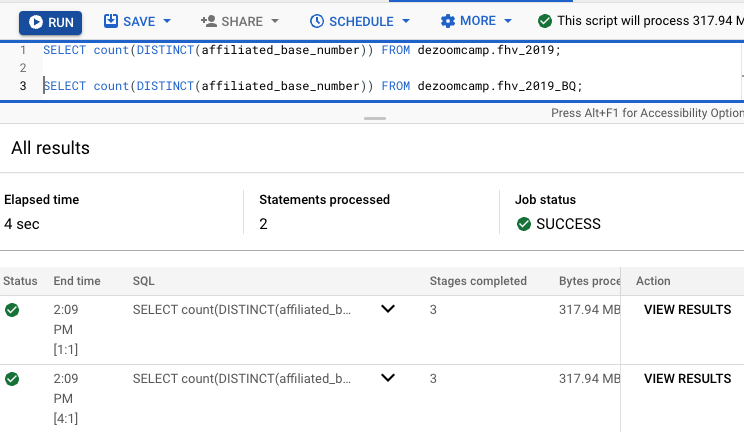 RUN SAVE SHARE SCHEDULE MORE This script will process 317.94 M
1 SELECT count(DISTINCT(affiliated_base_number)) FROM dezoomcamp.fhv_2019;
2
3 SELECT count(DISTINCT(affiliated_base_number)) FROM dezoomcamp.fhv_2019_BQ;
Press Alt+F1 for Accessibility Option
All results
Elapsed time Statements processed Job status
4 sec 2 SUCCESS
Status End time SQL Stages completed Bytes proce Action
2:09 SELECT count(DISTINCT(affiliated_b... 3 317.94 MB VIEW RESULTS
PM
[1:1]
2:09 SELECT count(DISTINCT(affiliated_b... 3 317.94 MB VIEW RESULTS
PM
[4:1]